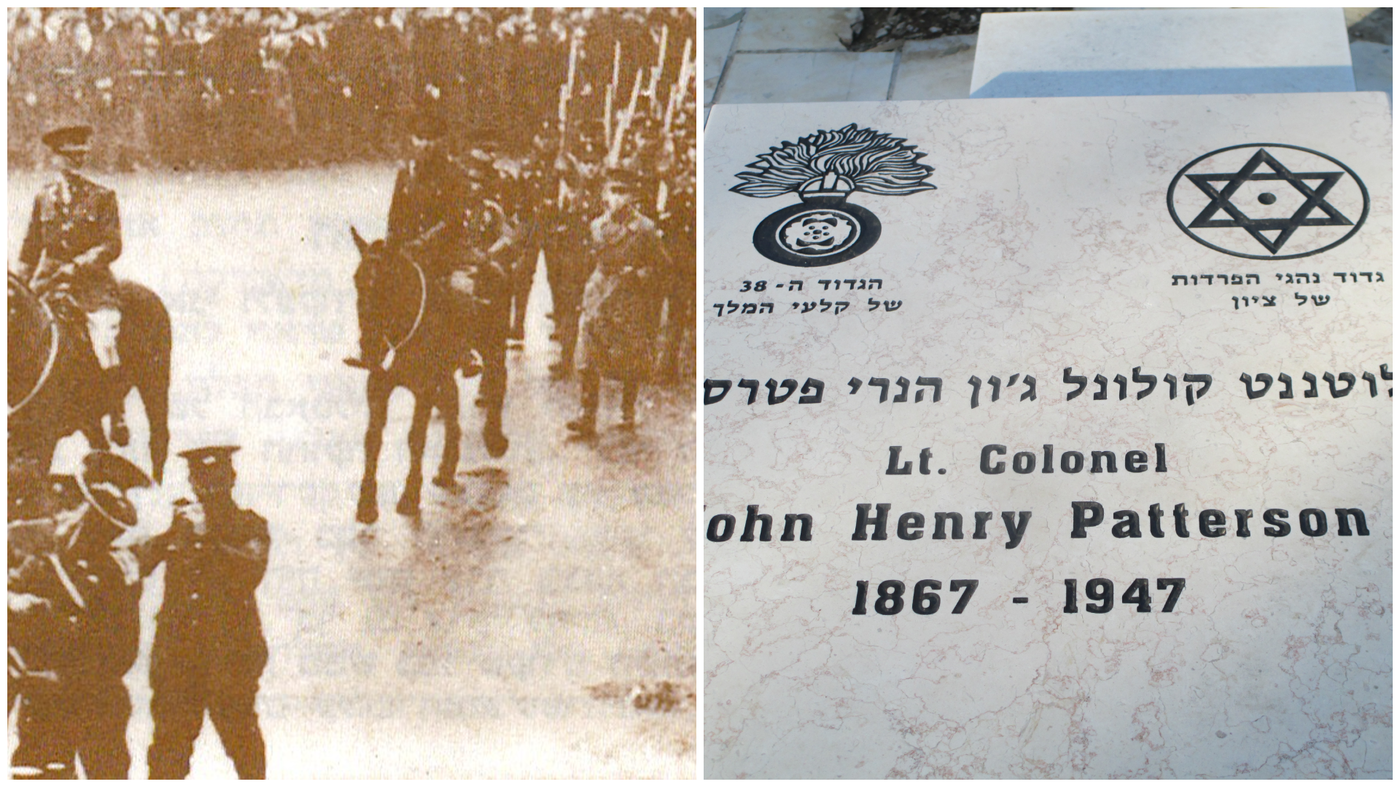 גדוד נהגי הפרדות
של ציון
הגדוד ה-38
של קלעי המלך
לוטננט קולונל ג'ון הנרי פטרס
Lt. Colonel
John Henry Patterson
1867 - 1947